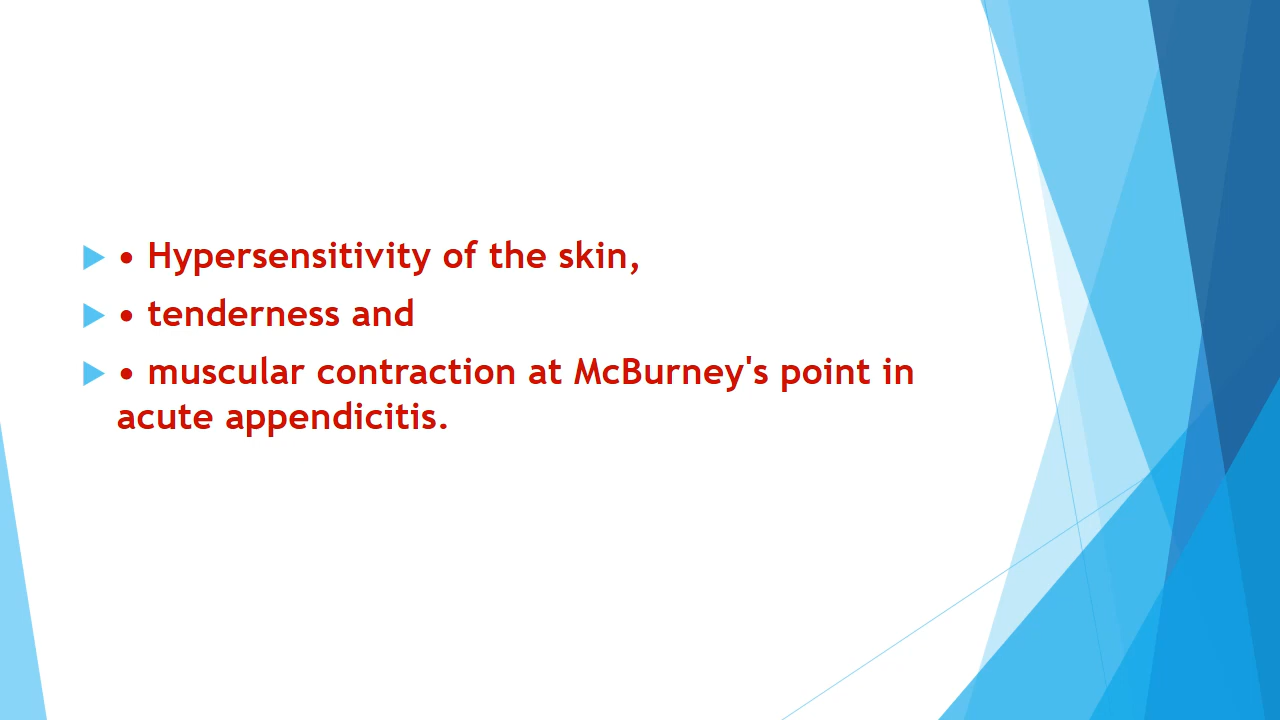 • Hypersensitivity of the skin,
• tenderness and
• muscular contraction at McBurney's point in
acute appendicitis.